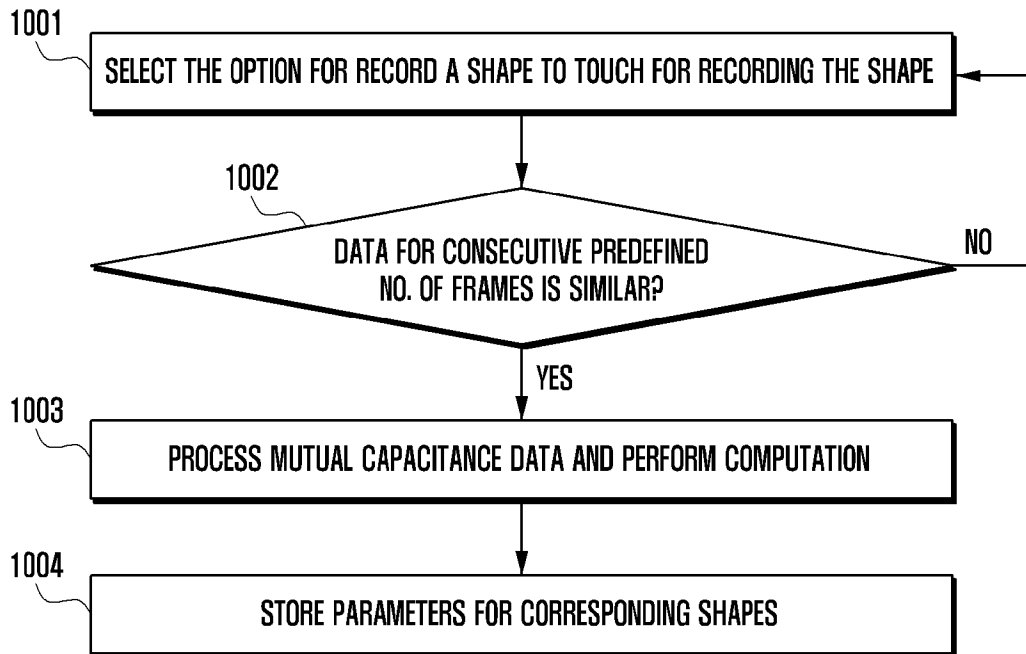 1001
SELECT THE OPTION FOR RECORD A SHAPE TO TOUCH FOR RECORDING THE SHAPE
1002
DATA FOR CONSECUTIVE PREDEFINED
NO. OF FRAMES IS SIMILAR?
NO
YES
1003
PROCESS MUTUAL CAPACITANCE DATA AND PERFORM COMPUTATION
1004
STORE PARAMETERS FOR CORRESPONDING SHAPES